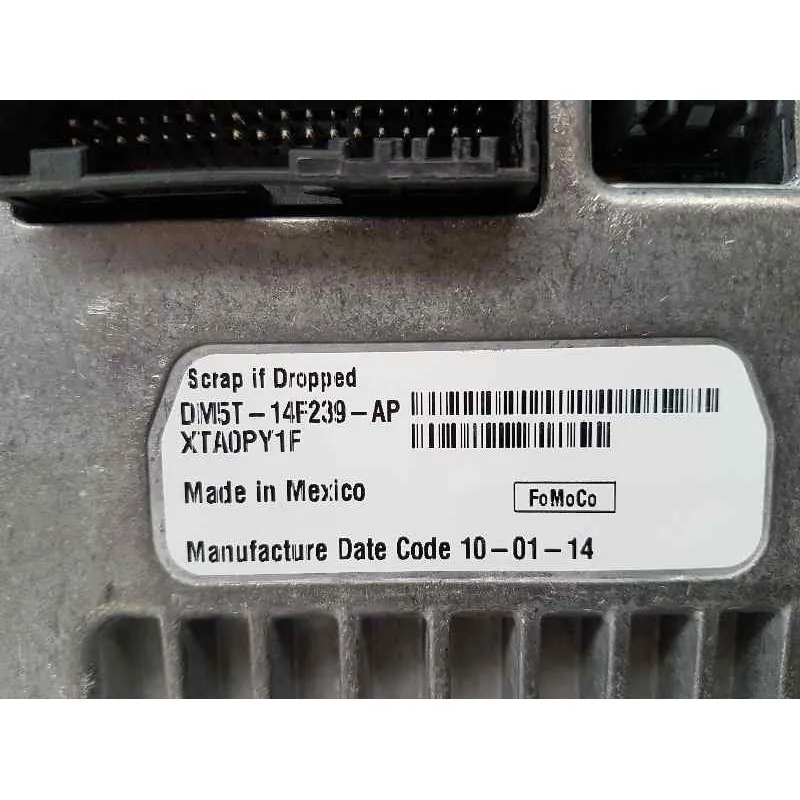 Scrap if Dropped
DM5T-14F239-AP
XTA0PY1F
Made in Mexico
FoMoCo
Manufacture Date Code 10-01-14